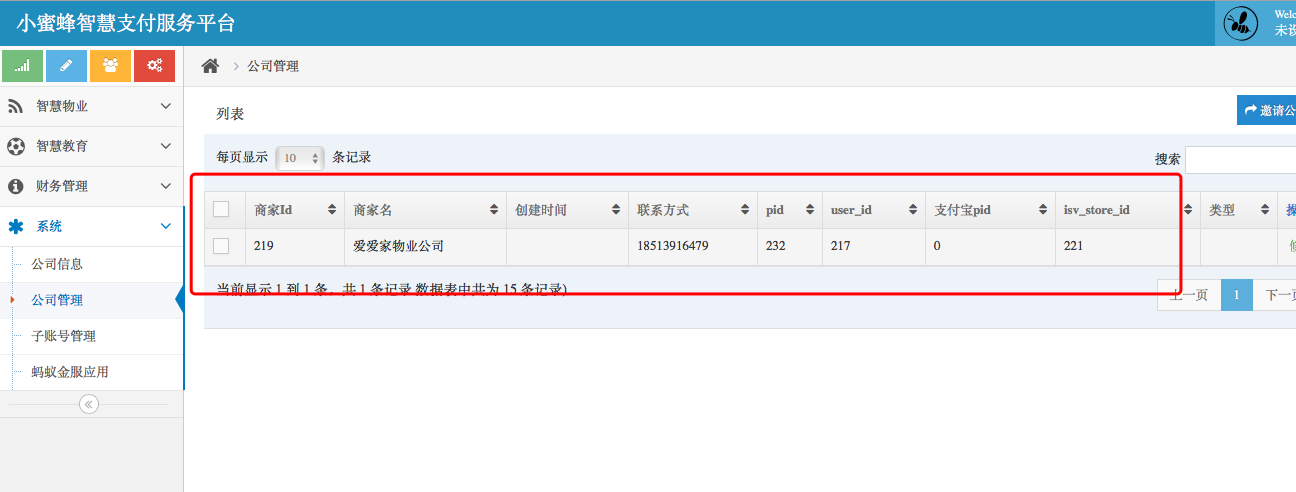 小蜜蜂智慧支付服务平台
Welc
未设
公司管理
智慧物业
智慧教育
财务管理
系统
公司信息
公司管理
子账号管理
蚂蚁金服应用
列表
邀请公
每页显示 10 条记录
搜索
商家Id 商家名 创建时间 联系方式 pid user_id 支付宝pid isv_store_id 类型
219 爱爱家物业公司 18513916479 232 217 0 221
当前显示 1 到 1 条，共 1 条记录 数据表中共为 15 条记录)
上一页 1 下一页